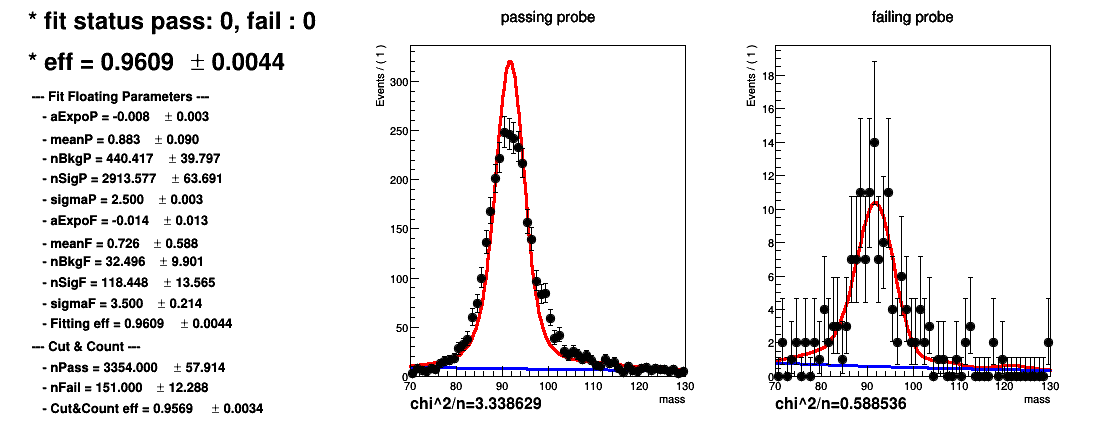 * fit status pass: 0, fail : 0
* eff = 0.9609 ± 0.0044
--- Fit Floating Parameters ---
- aExpoP = -0.008 ± 0.003
- meanP = 0.883 ± 0.090
- nBkgP = 440.417 ± 39.797
- nSigP = 2913.577 ± 63.691
- sigmaP = 2.500 ± 0.003
- aExpoF = -0.014 ± 0.013
- meanF = 0.726 ± 0.588
- nBkgF = 32.496 ± 9.901
- nSigF = 118.448 ± 13.565
- sigmaF = 3.500 ± 0.214
- Fitting eff = 0.9609 ± 0.0044
--- Cut & Count ---
- nPass = 3354.000 ± 57.914
- nFail = 151.000 ± 12.288
- Cut&Count eff = 0.9569 ± 0.0034
passing probe
Events / ( 1 )
300
250
200
150
100
50
0
70 80 90 100 110 120 130
mass
chi^2/n=3.338629
failing probe
Events / ( 1 )
18
16
14
12
10
8
6
4
2
0
70 80 90 100 110 120 130
mass
chi^2/n=0.588536